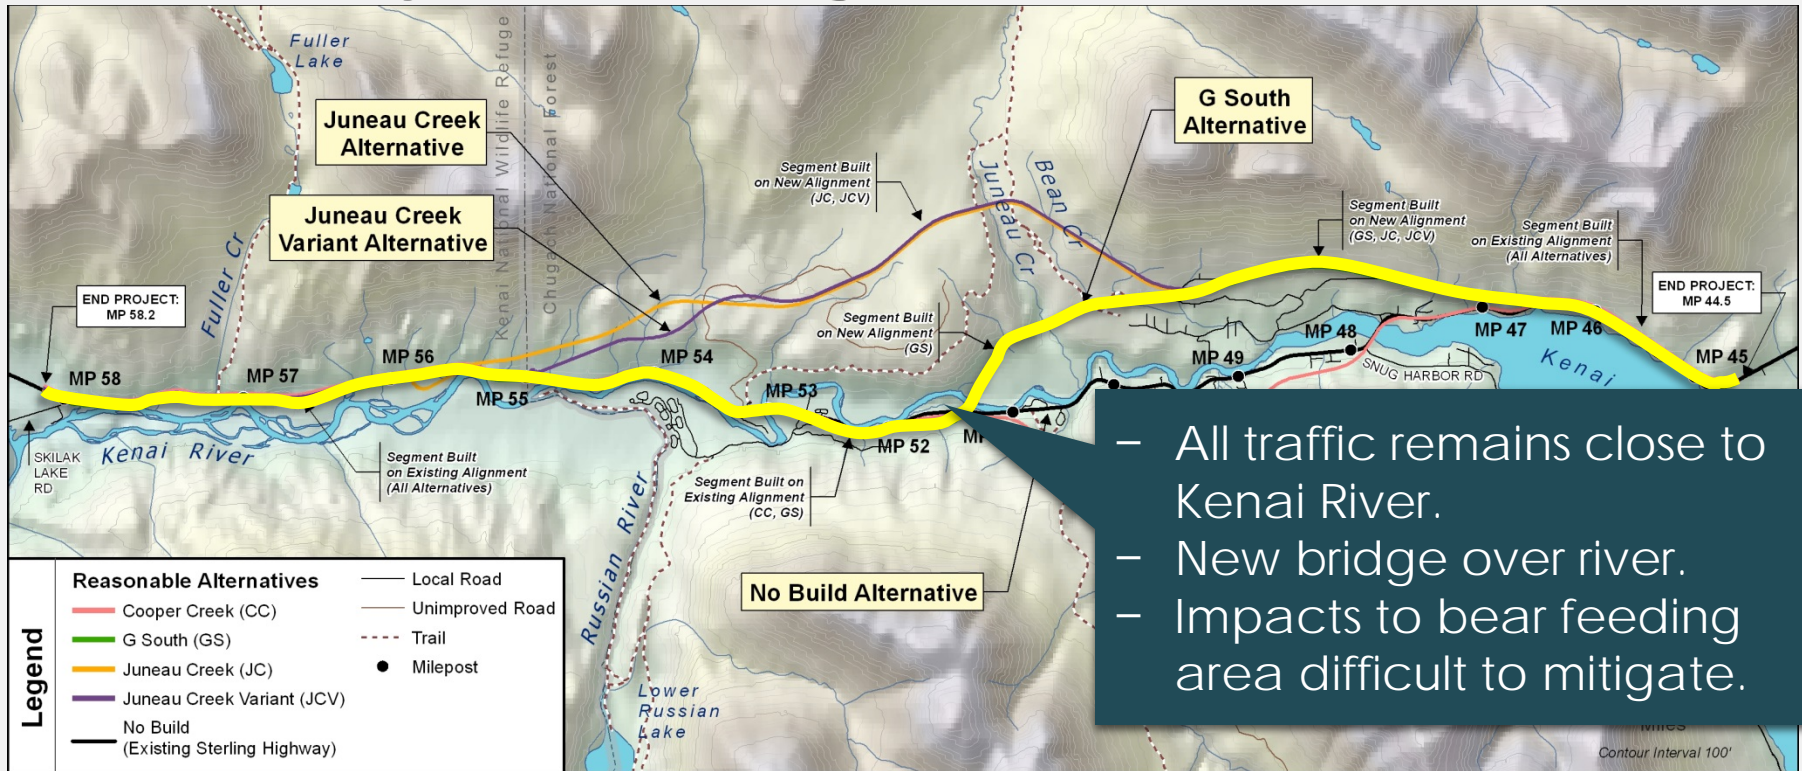 Fuller
Lake
Kenai National Wildlife Refuge
Chugach National Forest
Juneau Creek
Alternative
Juneau Creek
Variant Alternative
G South
Alternative
Segment Built
on New Alignment
(JC, JCV)
Juneau Cr
Bean Cr
Segment Built
on New Alignment
(GS, JC, JCV)
Segment Built
on Existing Alignment
(All Alternatives)
END PROJECT:
MP 58.2
Fuller Cr
END PROJECT:
MP 44.5
Segment Built
on New Alignment
(GS)
MP 58
MP 57
MP 56
MP 55
MP 54
MP 53
MP 52
MP 49
MP 48
MP 47
MP 46
MP 45
SNUG HARBOR RD
Kenai
SKILAK
LAKE
RD
Kenai River
Segment Built
on Existing Alignment
(All Alternatives)
Segment Built on
Existing Alignment
(CC, GS)
Russian River
No Build Alternative
Lower
Russian
Lake
– All traffic remains close to
Kenai River.
– New bridge over river.
– Impacts to bear feeding
area difficult to mitigate.
Legend
Reasonable Alternatives
Cooper Creek (CC)
G South (GS)
Juneau Creek (JC)
Juneau Creek Variant (JCV)
No Build
(Existing Sterling Highway)
Local Road
Unimproved Road
Trail
Milepost
Miles
Contour Interval 100'